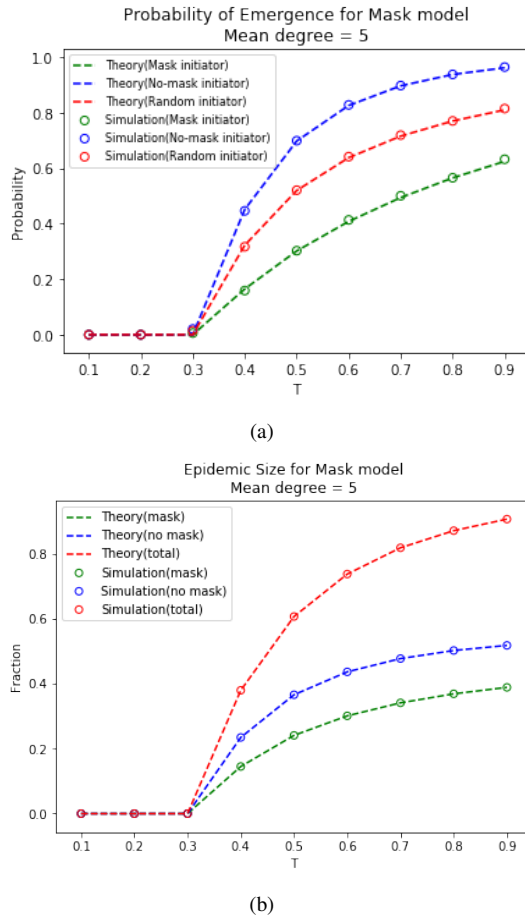 Probability of Emergence for Mask model
Mean degree = 5
1.0
0.8
0.6
0.4
0.2
0.0
Probability
Theory(Mask initiator)
Theory(No-mask initiator)
Theory(Random initiator)
Simulation(Mask initiator)
Simulation(No-mask initiator)
Simulation(Random initiator)
0.1 0.2 0.3 0.4 0.5 0.6 0.7 0.8 0.9
T
(a)
Epidemic Size for Mask model
Mean degree = 5
0.8
0.6
0.4
0.2
0.0
Fraction
Theory(mask)
Theory(no mask)
Theory(total)
Simulation(mask)
Simulation(no mask)
Simulation(total)
0.1 0.2 0.3 0.4 0.5 0.6 0.7 0.8 0.9
T
(b)